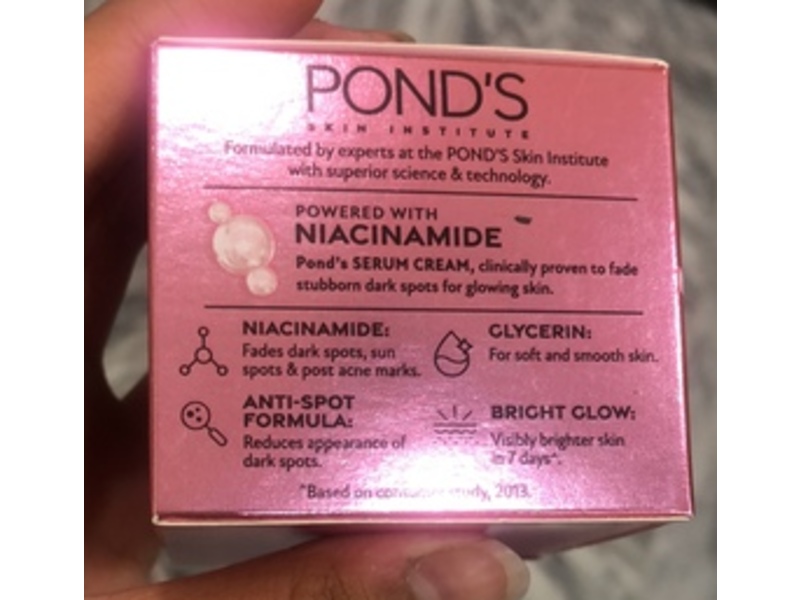 POND'S
SKIN INSTITUTE
Formulated by experts at the POND'S Skin Institute
with superior science & technology.
POWERED WITH
NIACINAMIDE
Pond's SERUM CREAM, clinically proven to fade
stubborn dark spots for glowing skin.
NIACINAMIDE:
Fades dark spots, sun
spots & post acne marks.
GLYCERIN:
For soft and smooth skin.
ANTI-SPOT
FORMULA:
Reduces appearance of
dark spots.
BRIGHT GLOW:
Visibly brighter skin
in 7 days^.
^Based on consumer study, 2013.